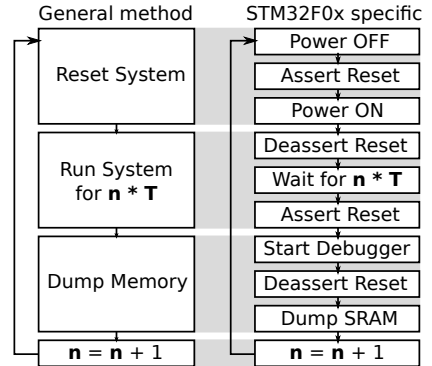 General method
Reset System
Run System
for n * T
Dump Memory
n = n + 1
STM32F0x specific
Power OFF
Assert Reset
Power ON
Deassert Reset
Wait for n * T
Assert Reset
Start Debugger
Deassert Reset
Dump SRAM
n = n + 1